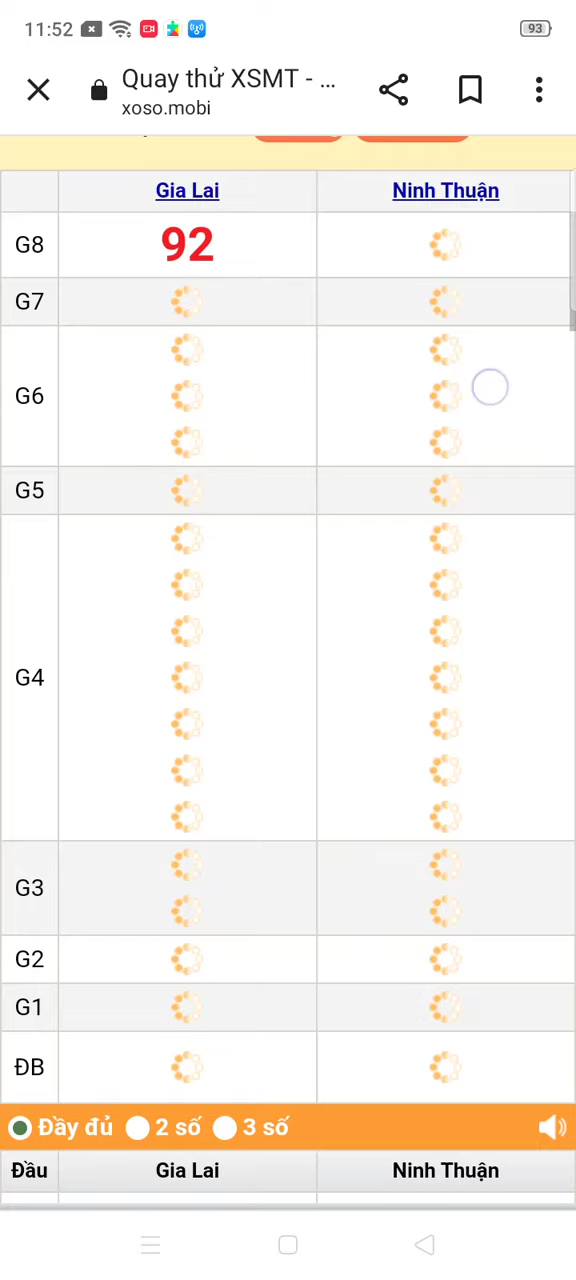 11:52
93
Quay thử XSMT - ...
xoso.mobi
Gia Lai Ninh Thuận
G8 92
G7
G6
G5
G4
G3
G2
G1
ĐB
Đầy đủ 2 số 3 số
Đầu Gia Lai Ninh Thuận